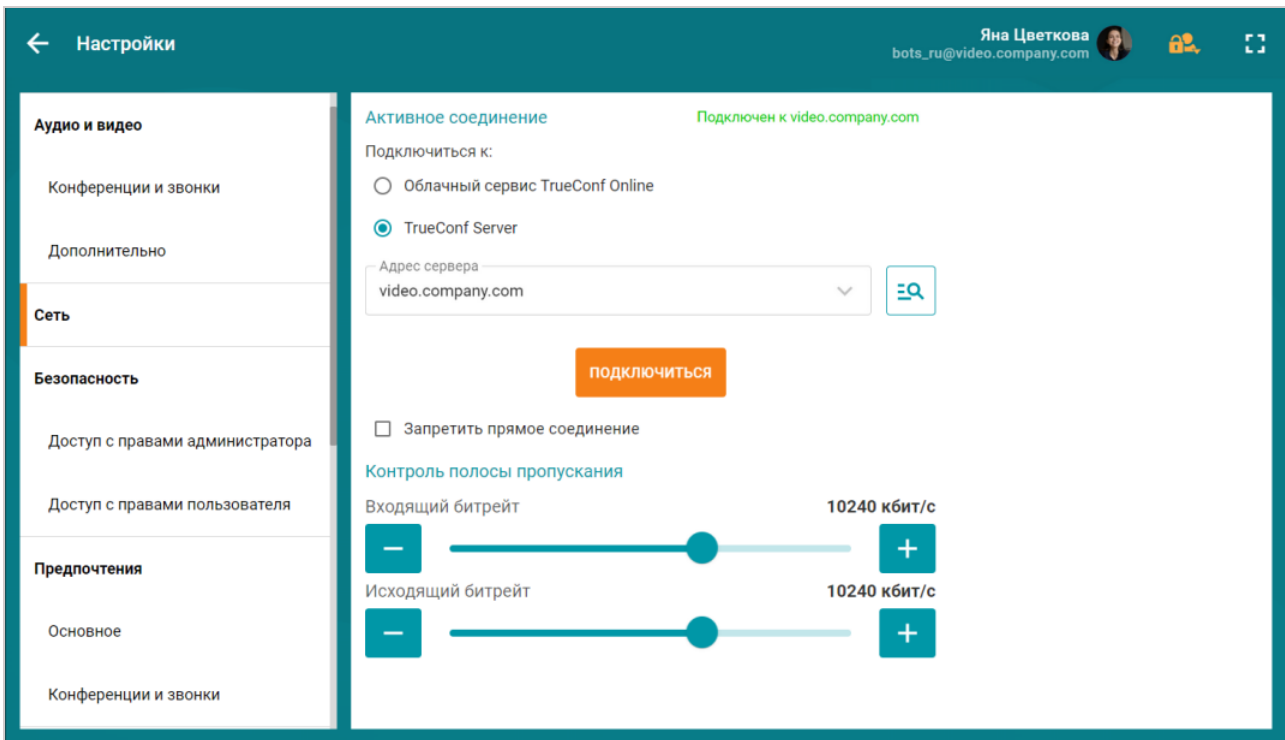 Настройки
Яна Цветкова
bots_ru@video.company.com
Аудио и видео
Конференции и звонки
Дополнительно
Сеть
Безопасность
Доступ с правами администратора
Доступ с правами пользователя
Предпочтения
Основное
Конференции и звонки
Активное соединение
Подключен к video.company.com
Подключиться к:
Облачный сервис TrueConf Online
TrueConf Server
Адрес сервера
video.company.com
ПОДКЛЮЧИТЬСЯ
Запретить прямое соединение
Контроль полосы пропускания
Входящий битрейт 10240 кбит/с
Исходящий битрейт 10240 кбит/с